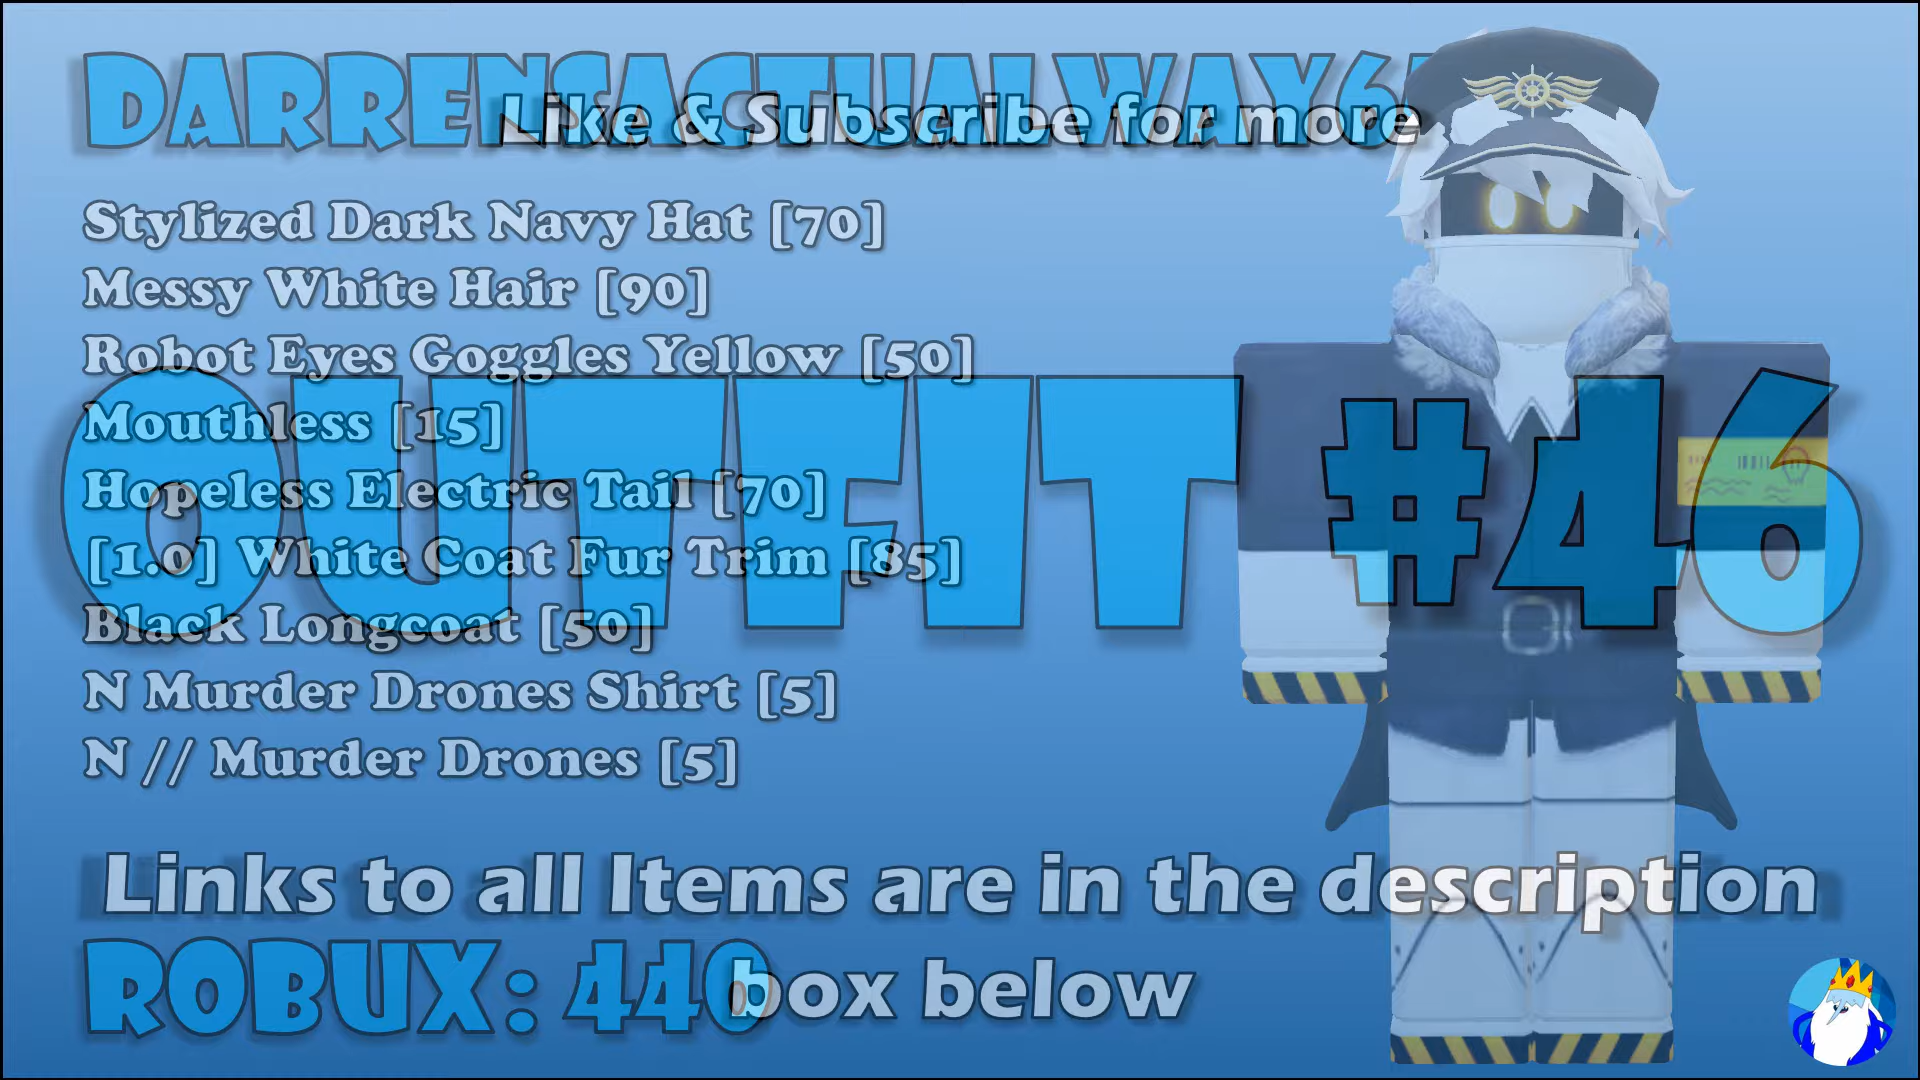 DARRENSACTUALWAY6
Like & Subscribe for more
Stylized Dark Navy Hat [70]
Messy White Hair [90]
Robot Eyes Goggles Yellow [50]
Mouthless [15]
Hopeless Electric Tail [70]
[1.0] White Coat Fur Trim [85]
Black Longcoat [50]
N Murder Drones Shirt [5]
N // Murder Drones [5]
OUTFIT #46
Links to all Items are in the description
box below
ROBUX: 440